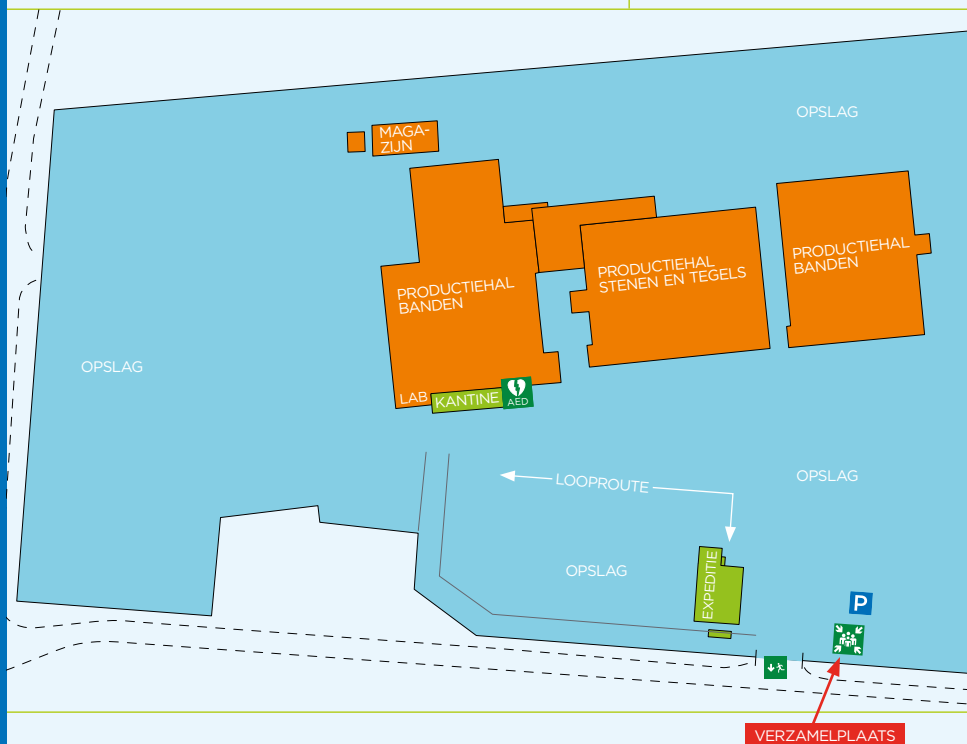 OPSLAG
MAGA-
ZIJN
PRODUCTIEHAL
BANDEN
PRODUCTIEHAL
STENEN EN TEGELS
PRODUCTIEHAL
BANDEN
OPSLAG
LAB
KANTINE
AED
OPSLAG
LOOPROUTE
OPSLAG
EXPEDITIE
P
VERZAMELPLAATS